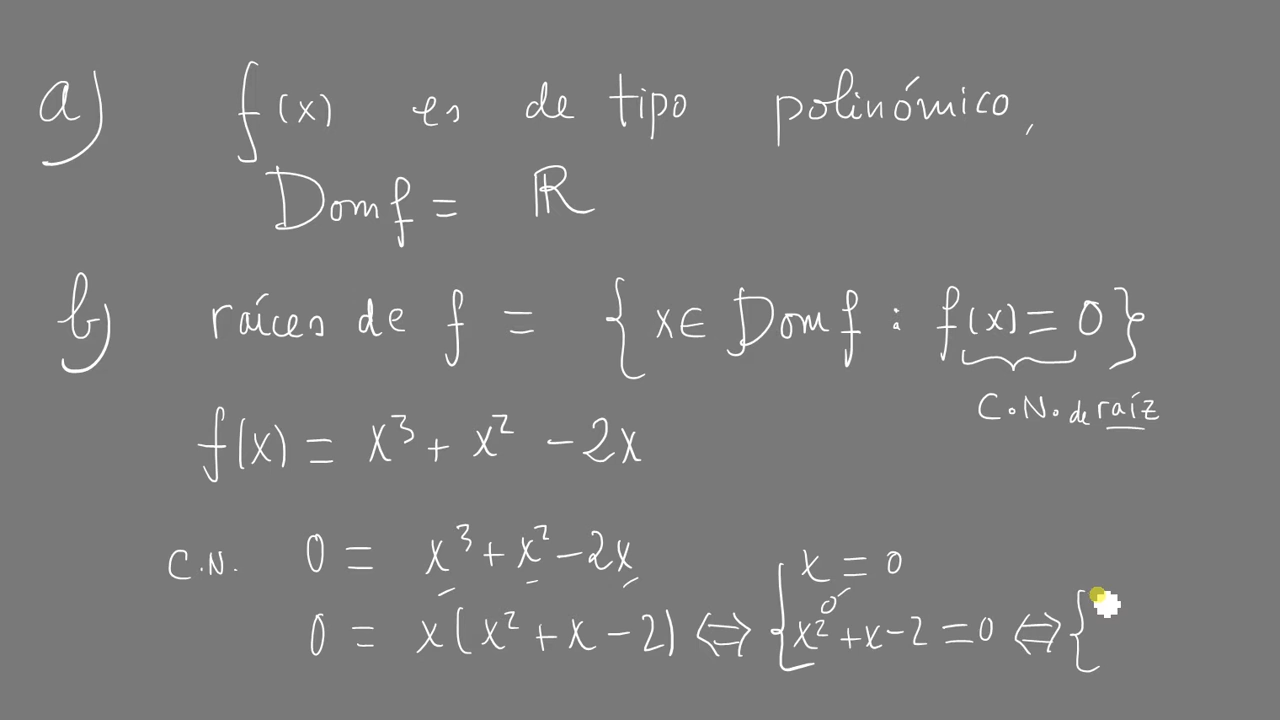 a) f(x) es de tipo polinómico,
Dom f = ℝ
b) raíces de f = { x ∈ Dom f : f(x) = 0 }
C.N. de raíz
f(x) = x³ + x² - 2x
C.N. 0 = x³ + x² - 2x
x = 0
ó
0 = x(x² + x - 2) ⇔ { x² + x - 2 = 0 ⇔ {